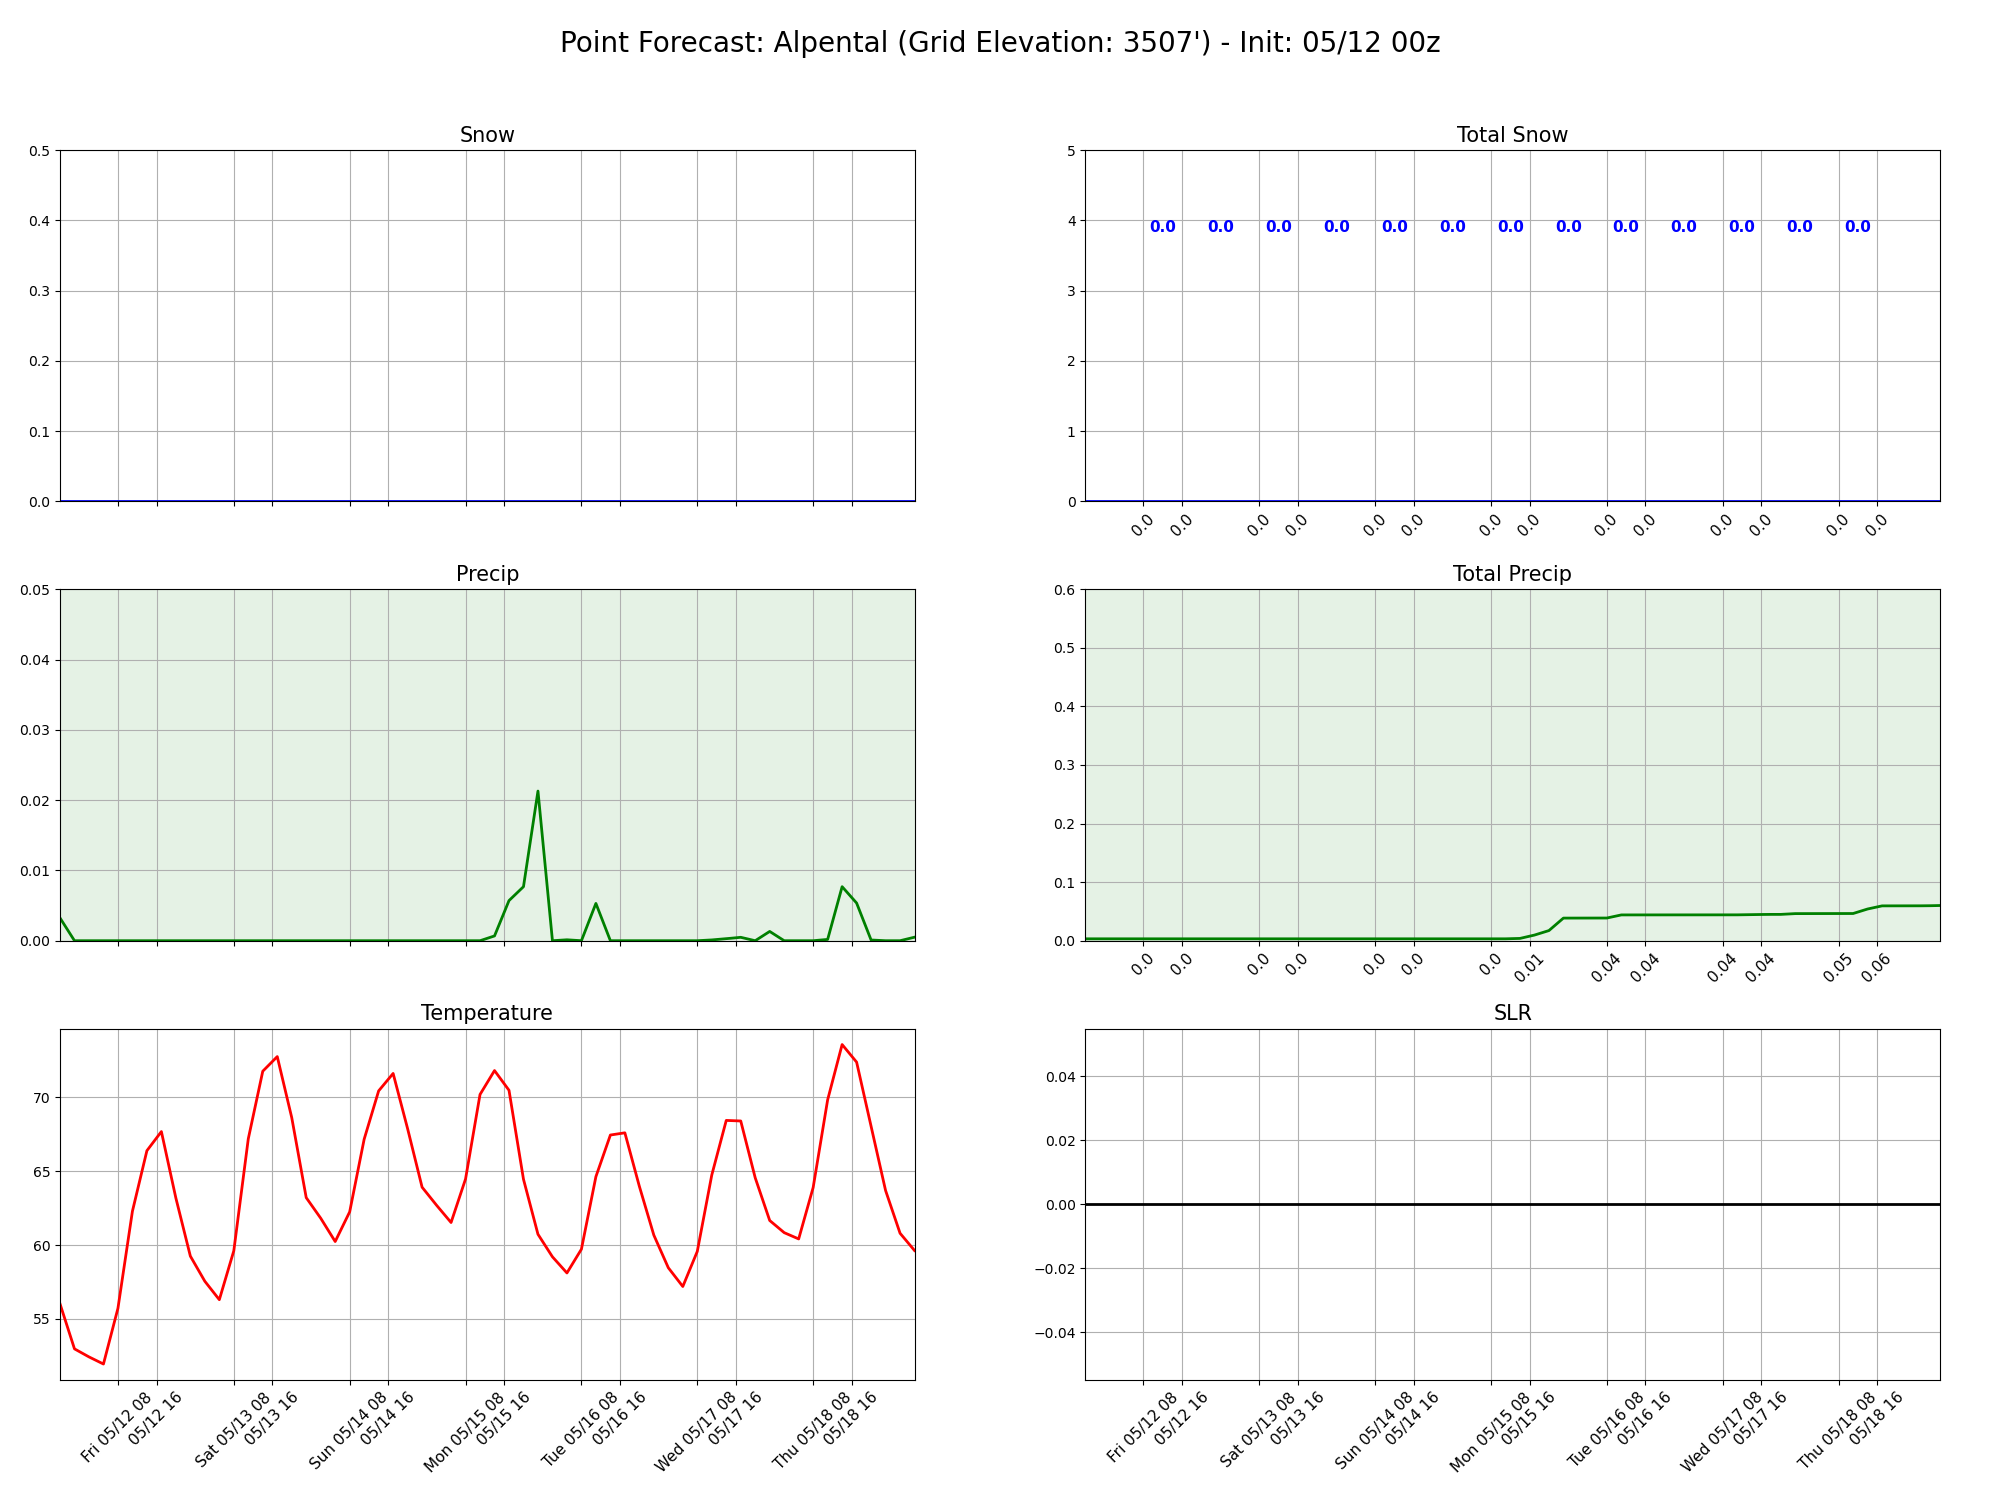 Point Forecast: Alpental (Grid Elevation: 3507') - Init: 05/12 00z
Snow
0.5
0.4
0.3
0.2
0.1
0.0
Total Snow
5
4
3
2
1
0
0.0 0.0 0.0 0.0 0.0 0.0 0.0 0.0 0.0 0.0 0.0 0.0 0.0
0.0 0.0 0.0 0.0 0.0 0.0 0.0 0.0 0.0 0.0 0.0 0.0 0.0 0.0
Precip
0.05
0.04
0.03
0.02
0.01
0.00
Total Precip
0.6
0.5
0.4
0.3
0.2
0.1
0.0
0.0 0.0 0.0 0.0 0.0 0.0 0.0 0.01 0.04 0.04 0.04 0.04 0.05 0.06
Temperature
70
65
60
55
Fri 05/12 08
05/12 16
Sat 05/13 08
05/13 16
Sun 05/14 08
05/14 16
Mon 05/15 08
05/15 16
Tue 05/16 08
05/16 16
Wed 05/17 08
05/17 16
Thu 05/18 08
05/18 16
SLR
0.04
0.02
0.00
−0.02
−0.04
Fri 05/12 08
05/12 16
Sat 05/13 08
05/13 16
Sun 05/14 08
05/14 16
Mon 05/15 08
05/15 16
Tue 05/16 08
05/16 16
Wed 05/17 08
05/17 16
Thu 05/18 08
05/18 16